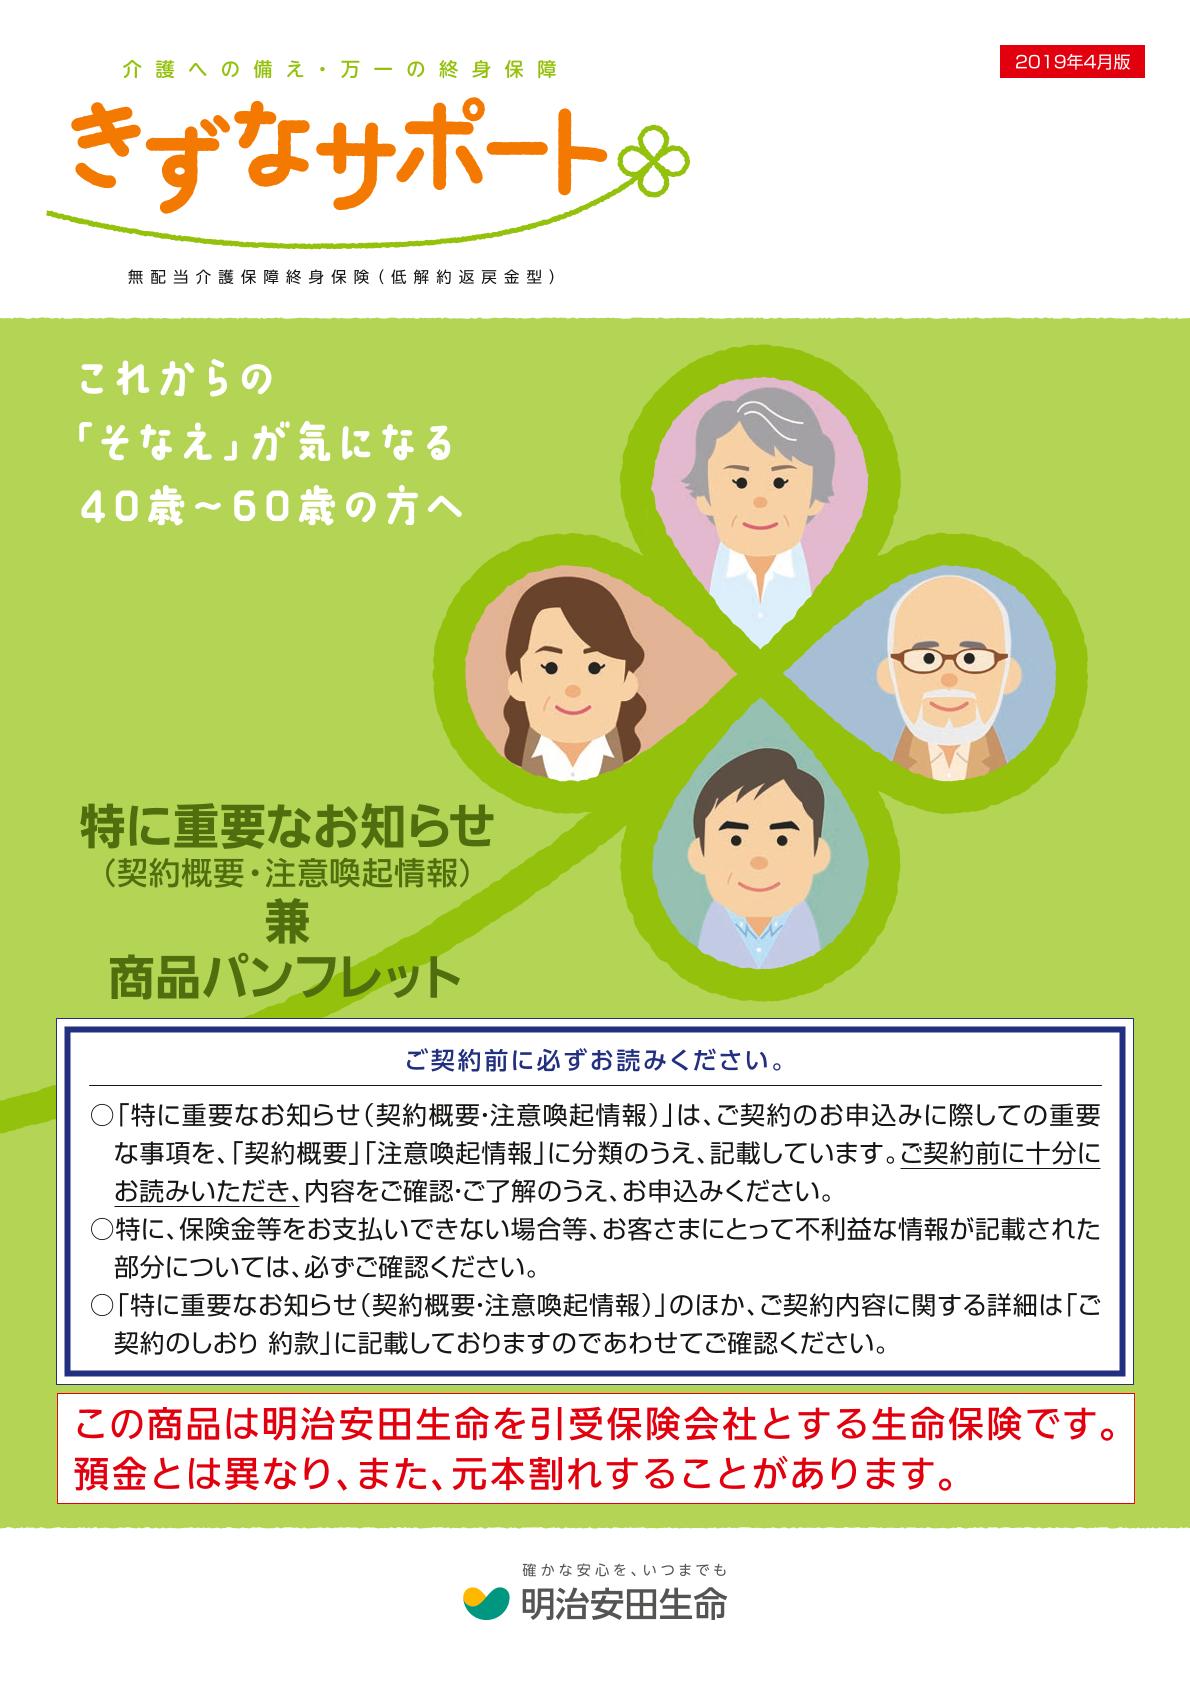 介護への備え・万一の終身保障
2019年4月版
きずなサポート
無配当介護保障終身保険(低解約返戻金型)
これからの
「そなえ」が気になる
40歳～60歳の方へ
特に重要なお知らせ
(契約概要・注意喚起情報)
兼
商品パンフレット
ご契約前に必ずお読みください。
○「特に重要なお知らせ(契約概要・注意喚起情報)」は、ご契約のお申込みに際しての重要
な事項を、「契約概要」「注意喚起情報」に分類のうえ、記載しています。ご契約前に十分に
お読みいただき、内容をご確認・ご了解のうえ、お申込みください。
○特に、保険金等をお支払いできない場合等、お客さまにとって不利益な情報が記載された
部分については、必ずご確認ください。
○「特に重要なお知らせ(契約概要・注意喚起情報)」のほか、ご契約内容に関する詳細は「ご
契約のしおり 約款」に記載しておりますのであわせてご確認ください。
この商品は明治安田生命を引受保険会社とする生命保険です。
預金とは異なり、また、元本割れすることがあります。
確かな安心を、いつまでも
明治安田生命